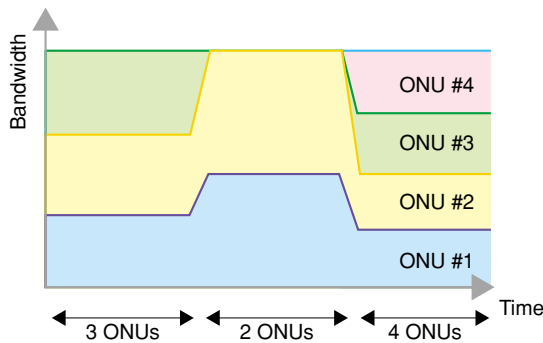 Bandwidth
ONU #4
ONU #3
ONU #2
ONU #1
Time
3 ONUs
2 ONUs
4 ONUs